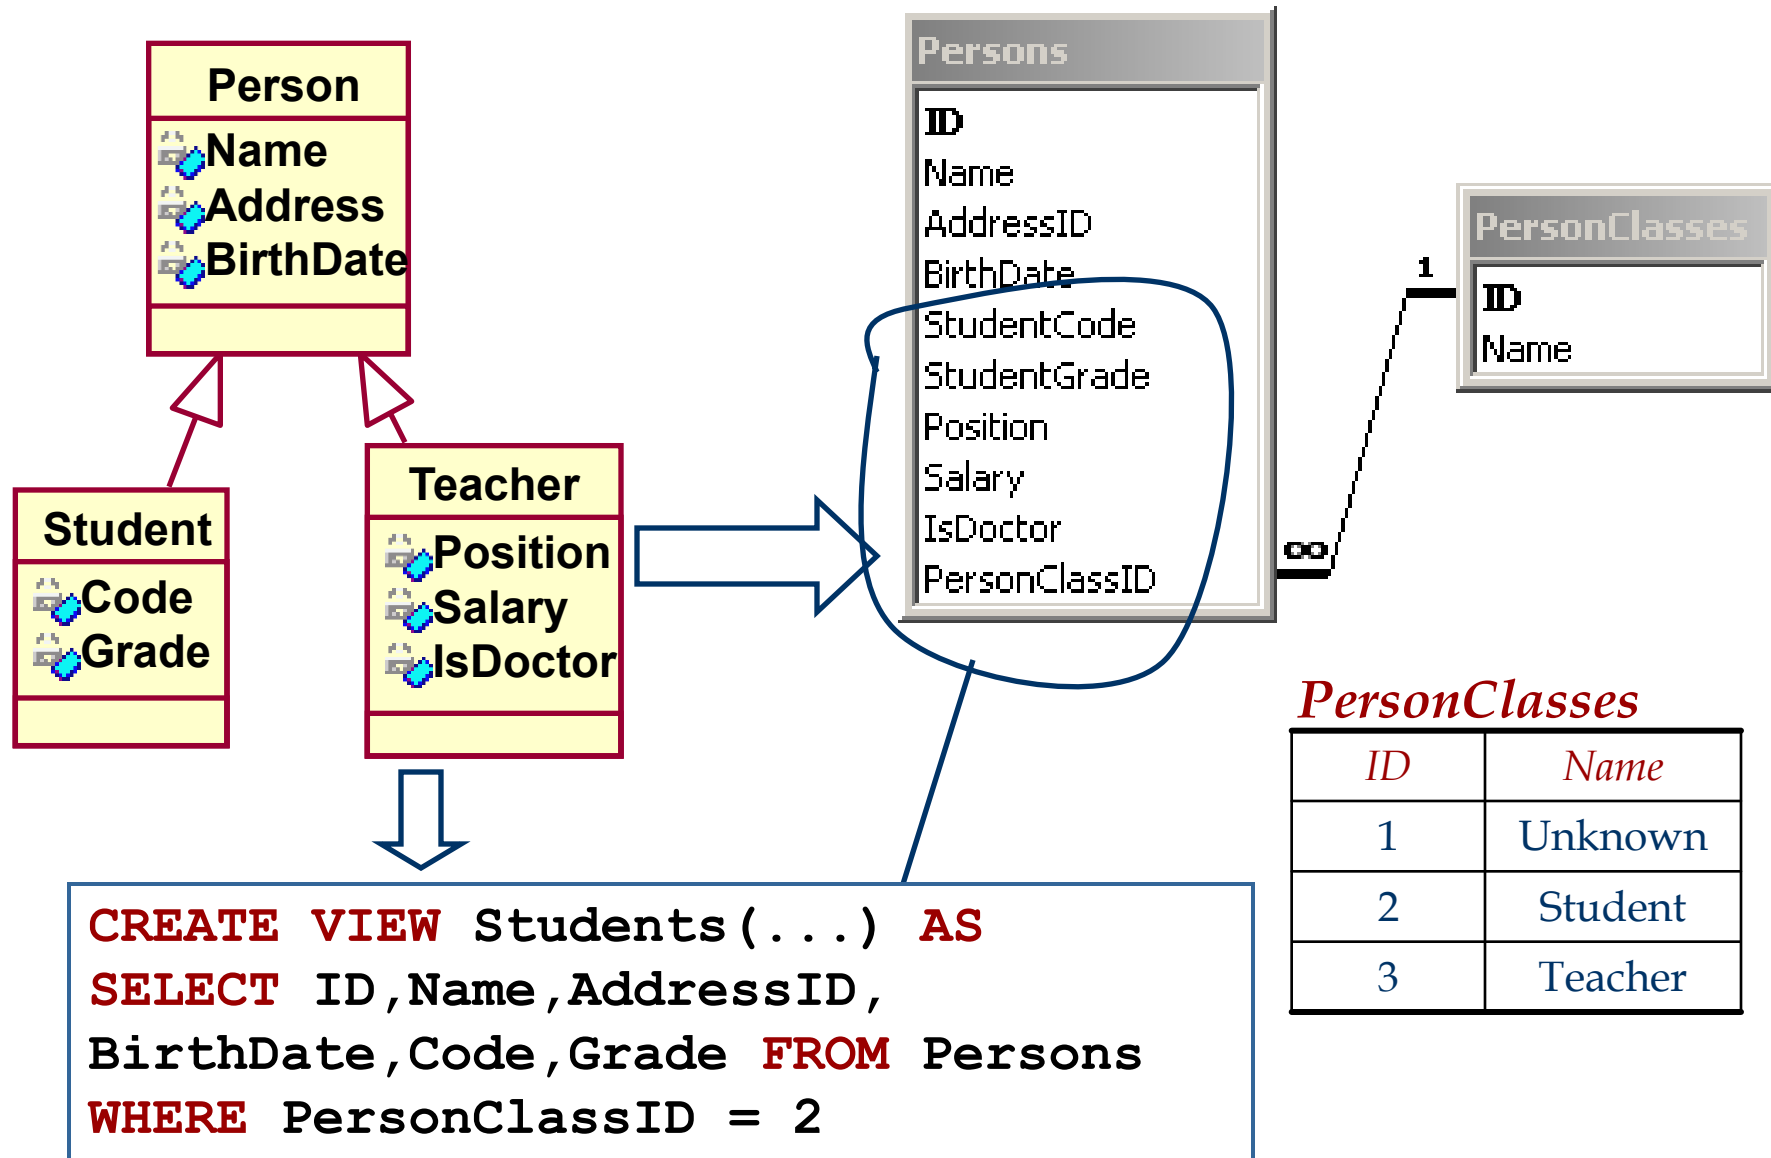 Person
Name
Address
BirthDate
Student
Code
Grade
Teacher
Position
Salary
IsDoctor
Persons
ID
Name
AddressID
BirthDate
StudentCode
StudentGrade
Position
Salary
IsDoctor
PersonClassID
∞
1
PersonClasses
ID
Name
PersonClasses
ID Name
1 Unknown
2 Student
3 Teacher
CREATE VIEW Students(...) AS
SELECT ID,Name,AddressID,
BirthDate,Code,Grade FROM Persons
WHERE PersonClassID = 2